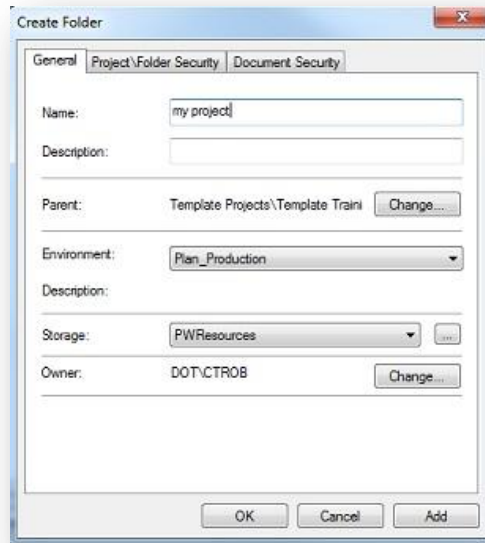 Create Folder
General Project\Folder Security Document Security
Name: my project
Description:
Parent: Template Projects\Template Traini Change...
Environment: Plan_Production
Description:
Storage: PWResources ...
Owner: DOT\CTROB Change...
OK Cancel Add